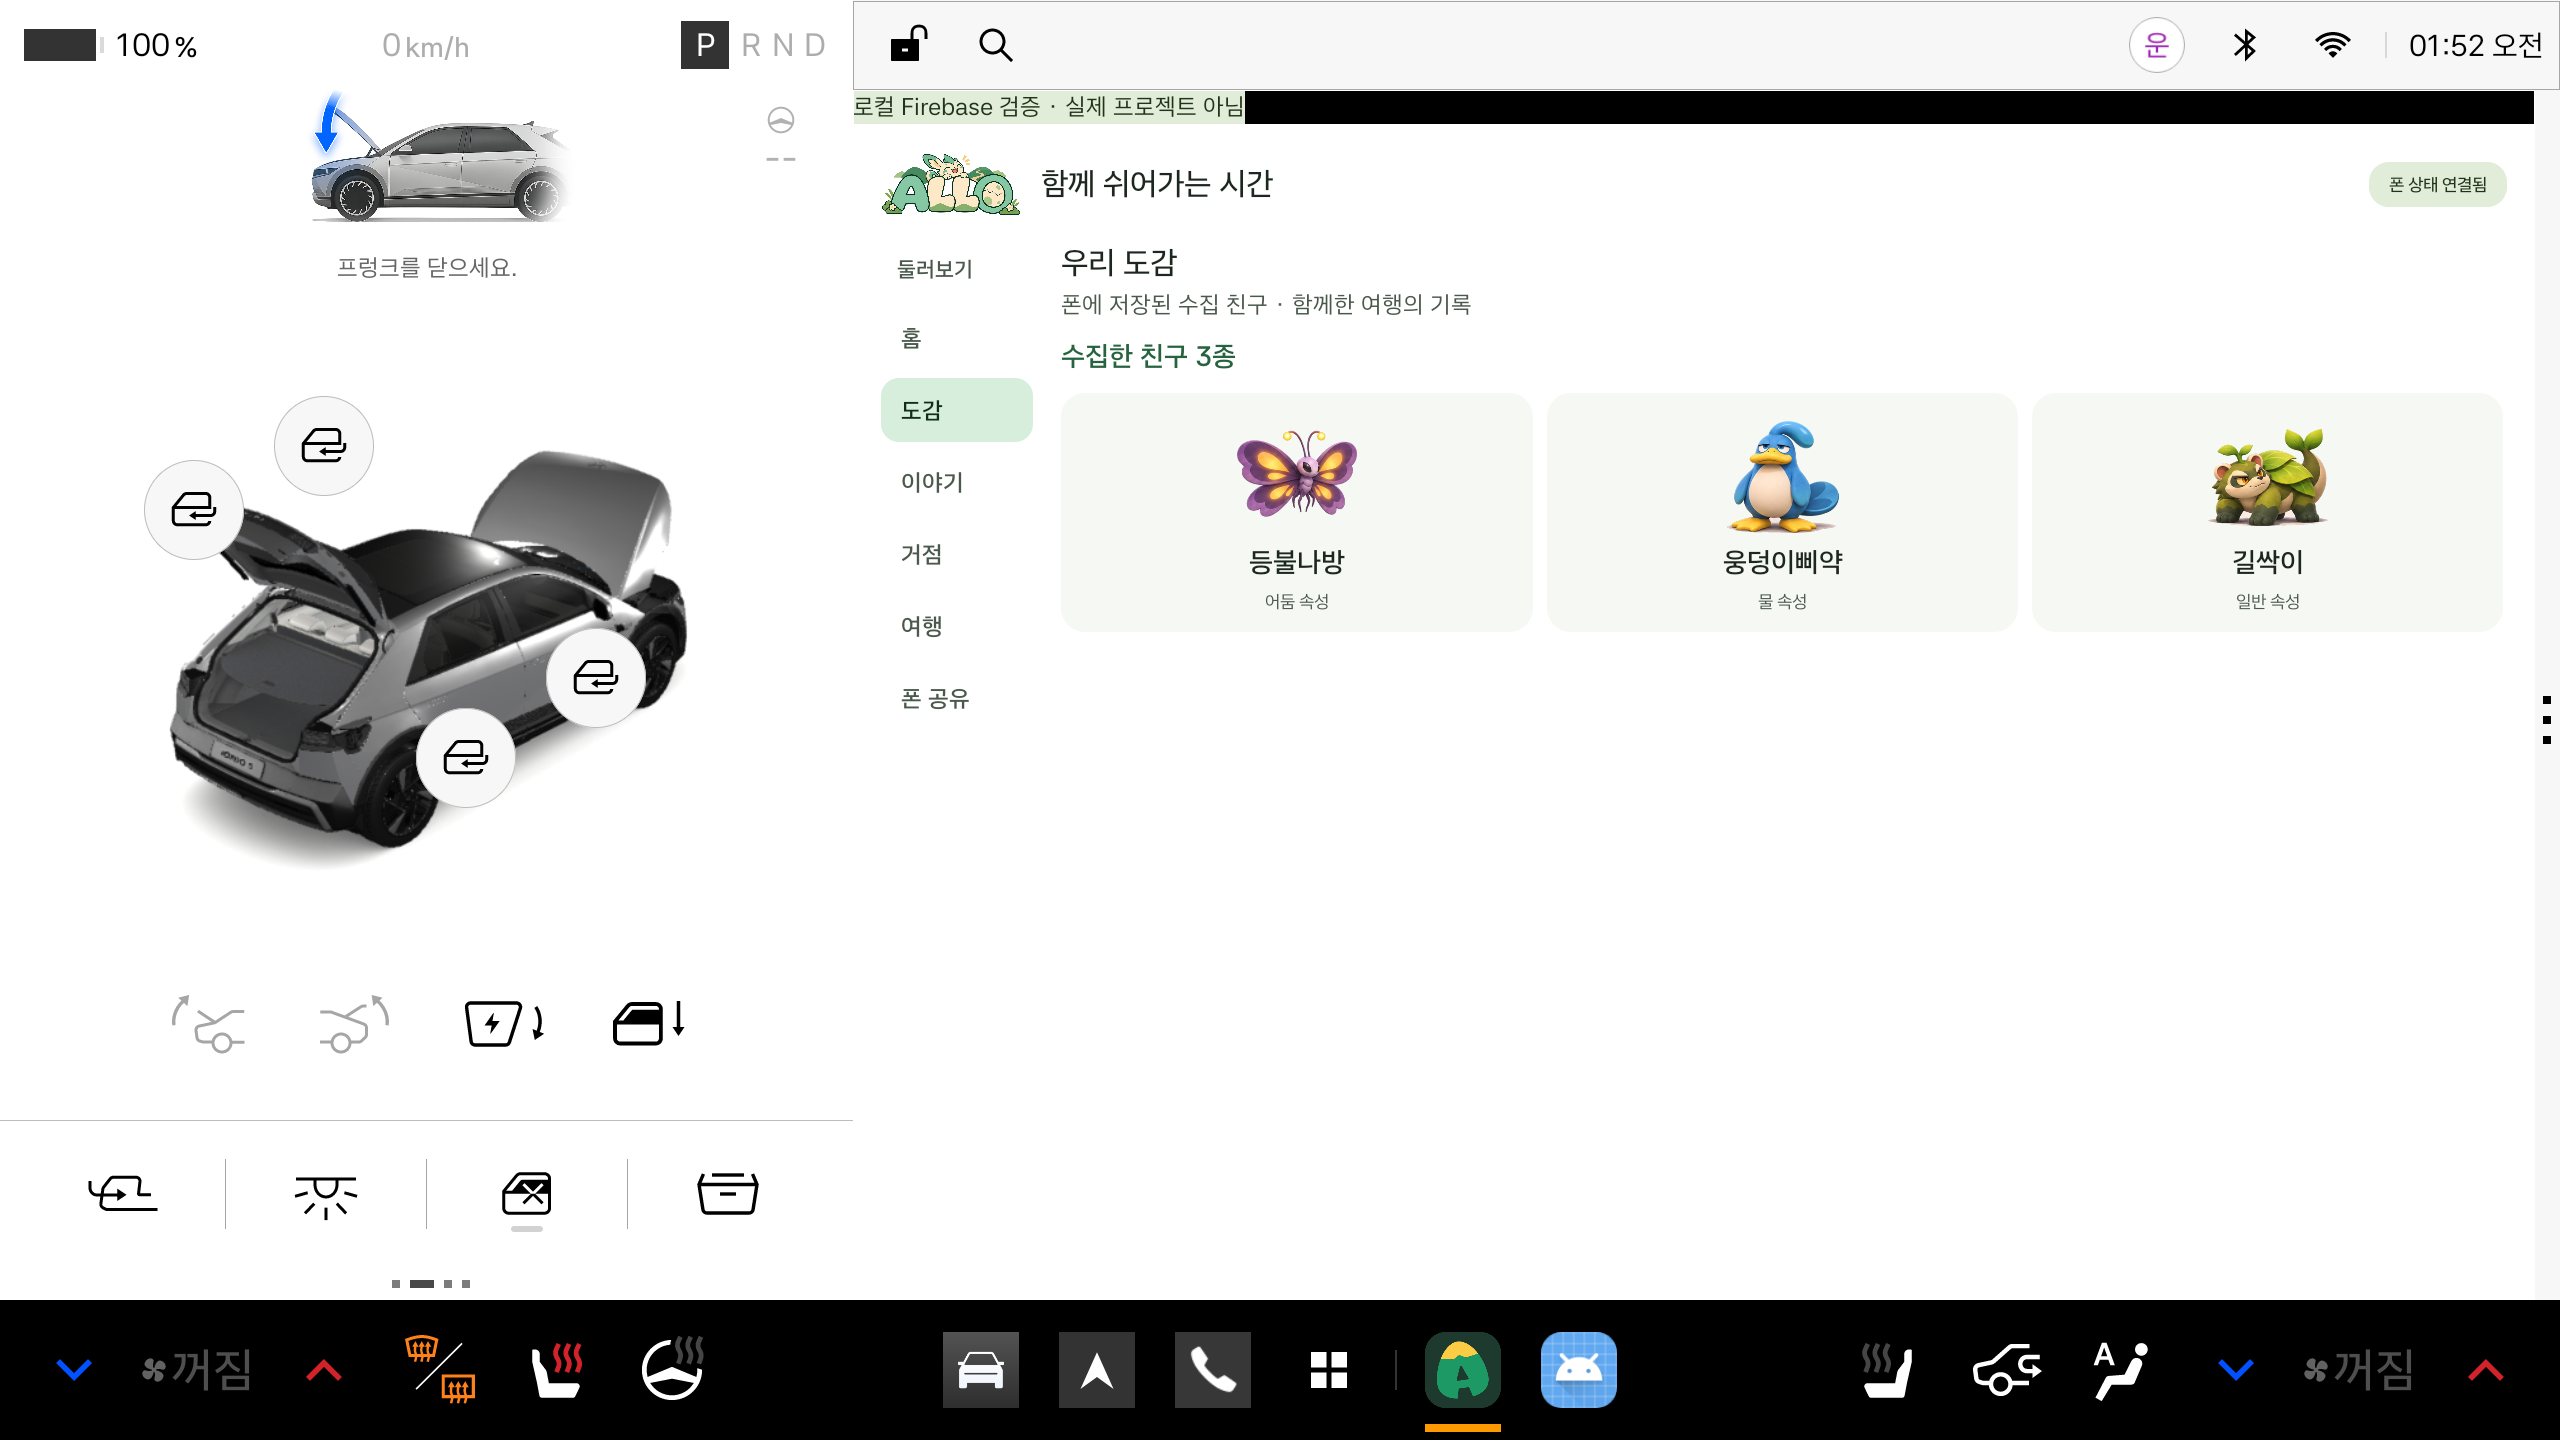 100 %
0 km/h
P R N D
운
01:52 오전
로컬 Firebase 검증 · 실제 프로젝트 아님
ALLO
함께 쉬어가는 시간
폰 상태 연결됨
프렁크를 닫으세요.
둘러보기
홈
도감
이야기
거점
여행
폰 공유
우리 도감
폰에 저장된 수집 친구 · 함께한 여행의 기록
수집한 친구 3종
등불나방
어둠 속성
웅덩이삐약
물 속성
길싹이
일반 속성
IONIQ 5
꺼짐
A
A
꺼짐